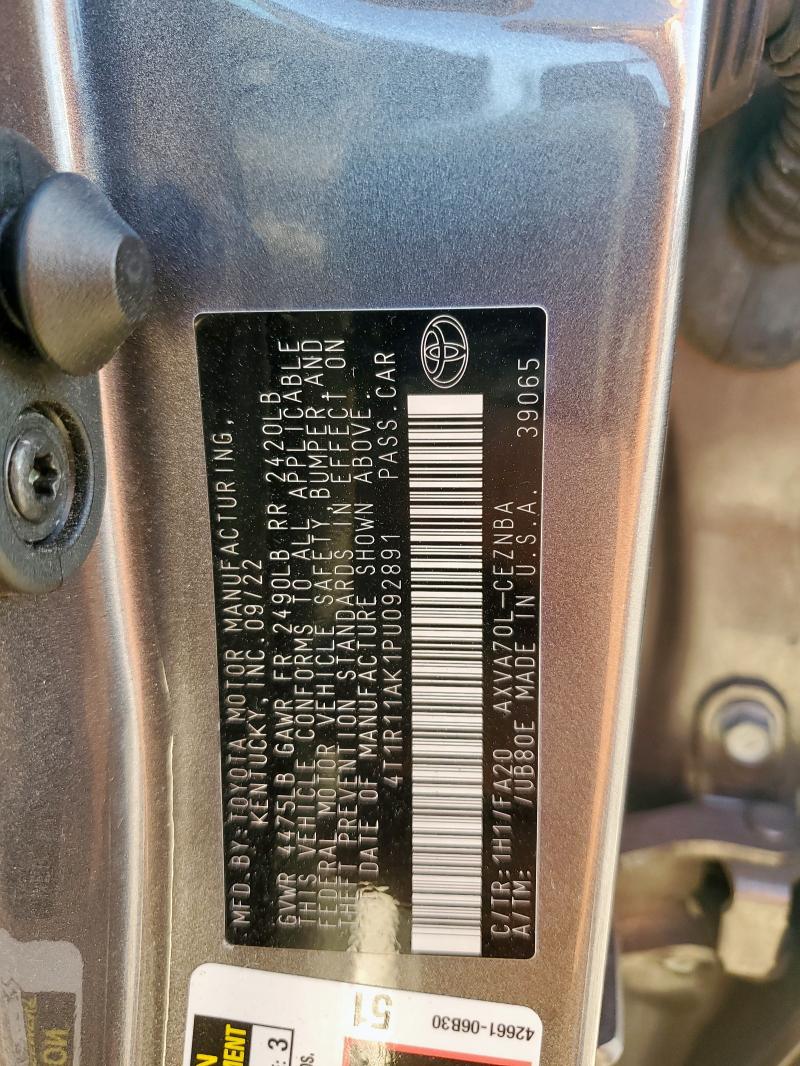 MFD. BY: TOYOTA MOTOR MANUFACTURING,
KENTUCKY, INC. 09/22
GVWR 4475LB GAWR FR 2490LB RR 2420LB
THIS VEHICLE CONFORMS TO ALL APPLICABLE
FEDERAL MOTOR VEHICLE SAFETY, BUMPER AND
THEFT PREVENTION STANDARDS IN EFFECT ON
THE DATE OF MANUFACTURE SHOWN ABOVE.
4T1R11AK1PU092891 PASS.CAR
C/TR: 1H1/FA20 AXVA70L-CEZNBA
A/TM: /UB80E MADE IN U.S.A. 39065
51
42661-06B30
: 3